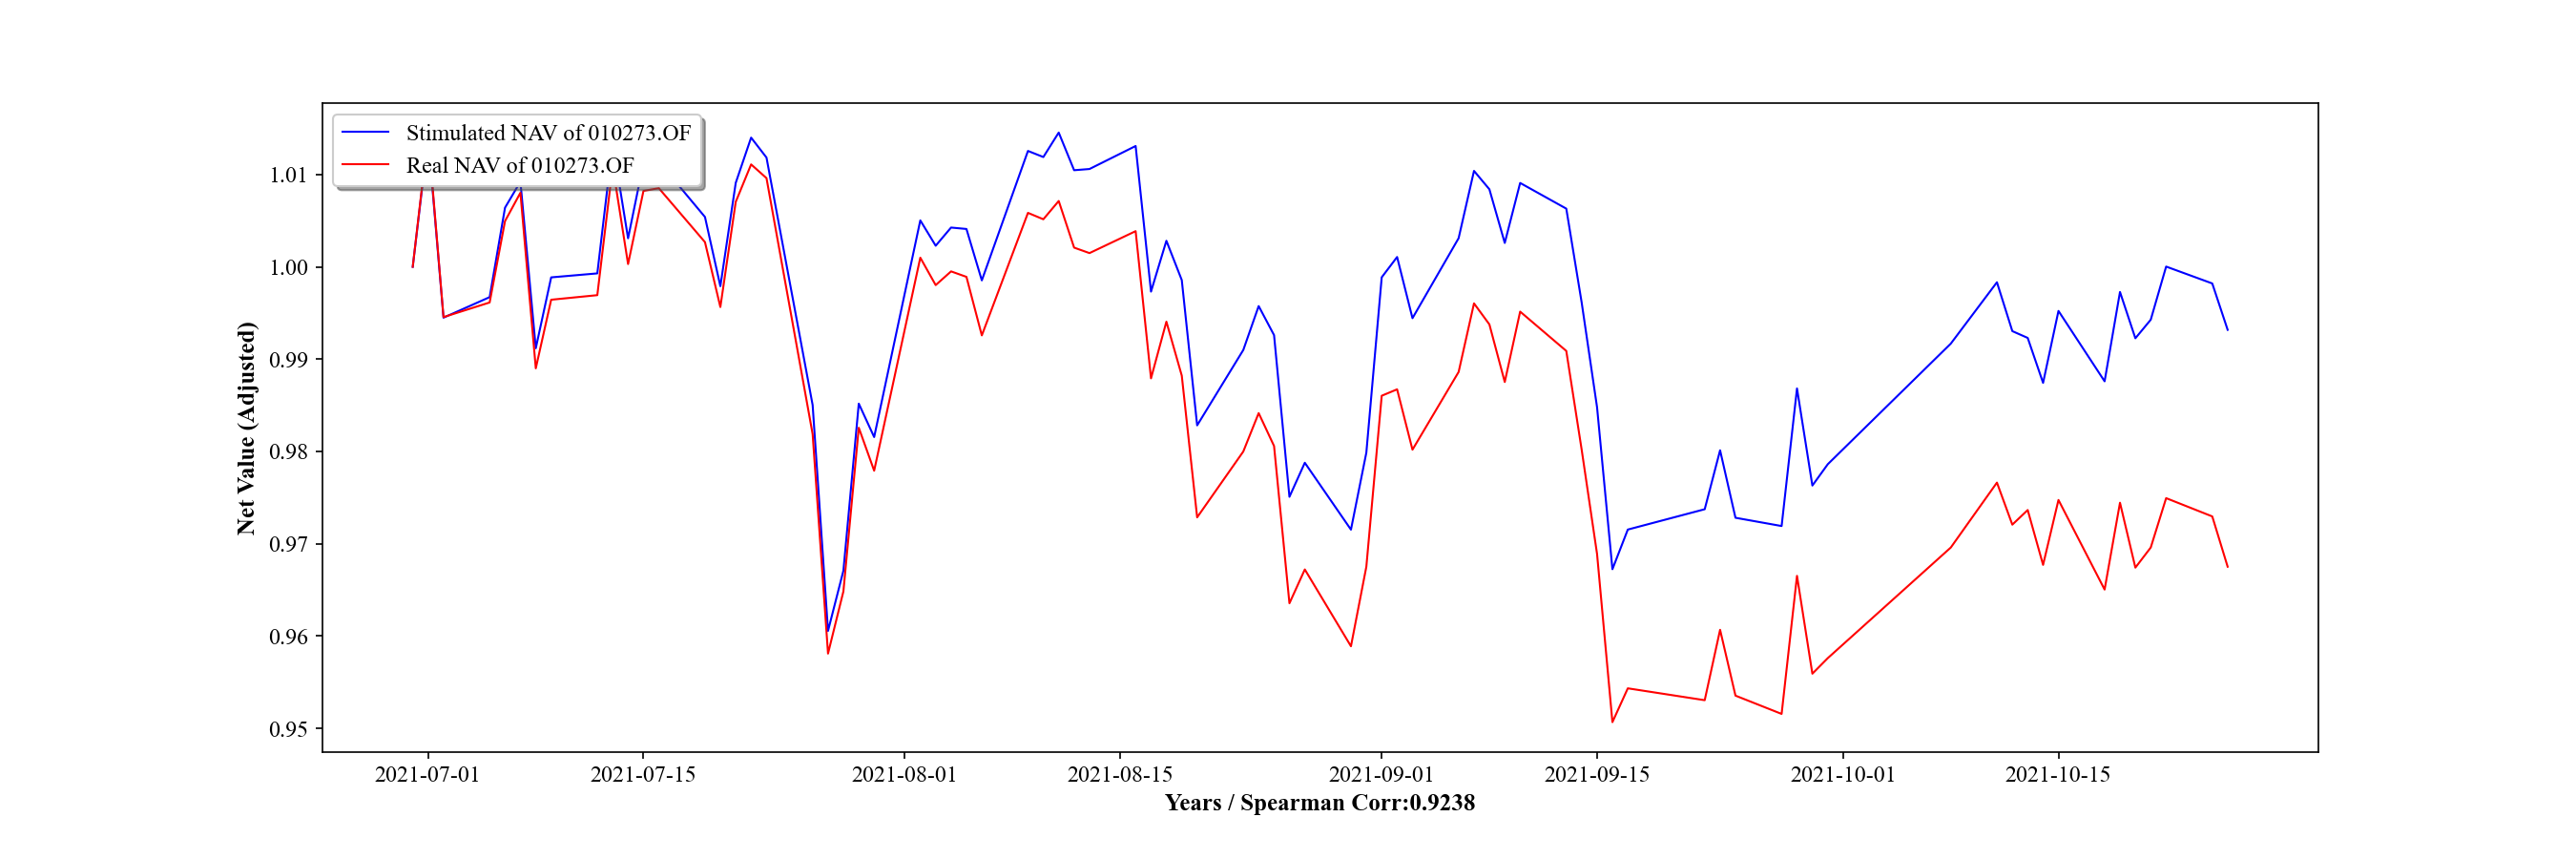 Stimulated NAV of 010273.OF
Real NAV of 010273.OF
1.01
1.00
0.99
0.98
0.97
0.96
0.95
Net Value (Adjusted)
2021-07-01 2021-07-15 2021-08-01 2021-08-15 2021-09-01 2021-09-15 2021-10-01 2021-10-15
Years / Spearman Corr:0.9238